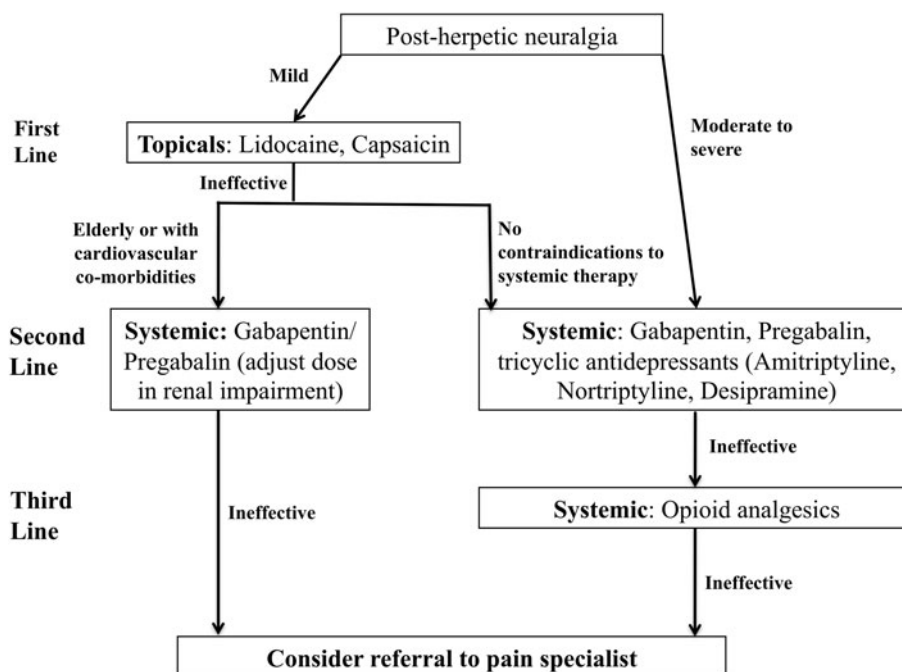 Post-herpetic neuralgia
Mild
Moderate to
severe
First
Line
Topicals: Lidocaine, Capsaicin
Ineffective
Elderly or with
cardiovascular
co-morbidities
No
contraindications to
systemic therapy
Second
Line
Systemic: Gabapentin/
Pregabalin (adjust dose
in renal impairment)
Systemic: Gabapentin, Pregabalin,
tricyclic antidepressants (Amitriptyline,
Nortriptyline, Desipramine)
Ineffective
Third
Line
Ineffective
Systemic: Opioid analgesics
Ineffective
Consider referral to pain specialist